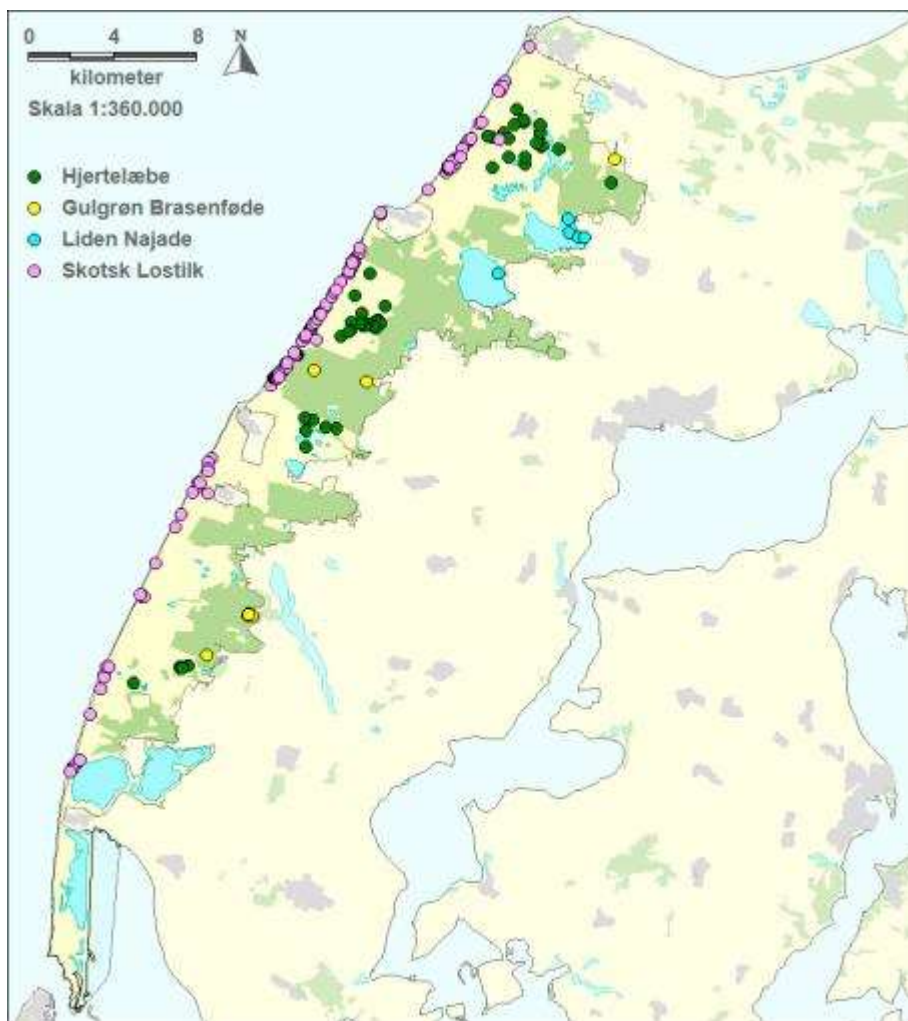 0 4 8
N
kilometer
Skala 1:360.000
Hjertelæbe
Gulgrøn Brasenføde
Liden Najade
Skotsk Lostilk